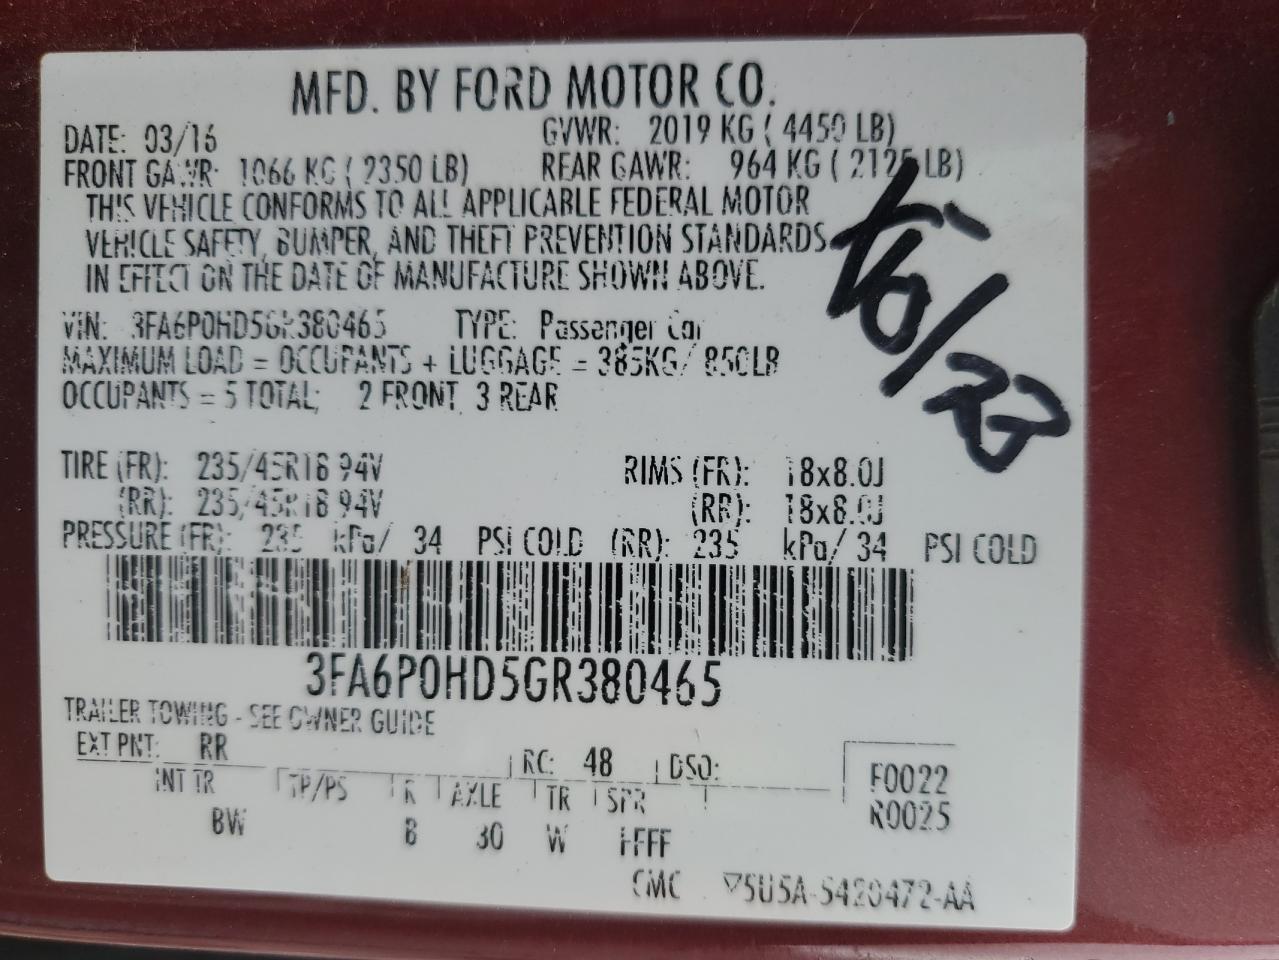 MFD. BY FORD MOTOR CO.
DATE: 03/16 GVWR: 2019 KG ( 4450 LB)
FRONT GAWR: 1066 KG ( 2350 LB) REAR GAWR: 964 KG ( 2125 LB)
THIS VEHICLE CONFORMS TO ALL APPLICABLE FEDERAL MOTOR
VEHICLE SAFETY, BUMPER, AND THEFT PREVENTION STANDARDS
IN EFFECT ON THE DATE OF MANUFACTURE SHOWN ABOVE.
VIN: 3FA6P0HD5GR380465 TYPE: Passenger Car
MAXIMUM LOAD = OCCUPANTS + LUGGAGE = 385KG/ 850LB
OCCUPANTS = 5 TOTAL; 2 FRONT, 3 REAR
TIRE (FR): 235/45R18 94V RIMS (FR): 18x8.0J
(RR): 235/45R18 94V (RR): 18x8.0J
PRESSURE (FR): 235 kPa/ 34 PSI COLD (RR): 235 kPa/ 34 PSI COLD
3FA6P0HD5GR380465
TRAILER TOWING - SEE OWNER GUIDE
EXT PNT: RR RC: 48 DSO: F0022
INT TR TP/PS R AXLE TR SPR R0025
BW B 30 W FFFF
CMC ▽5U5A-5420472-AA